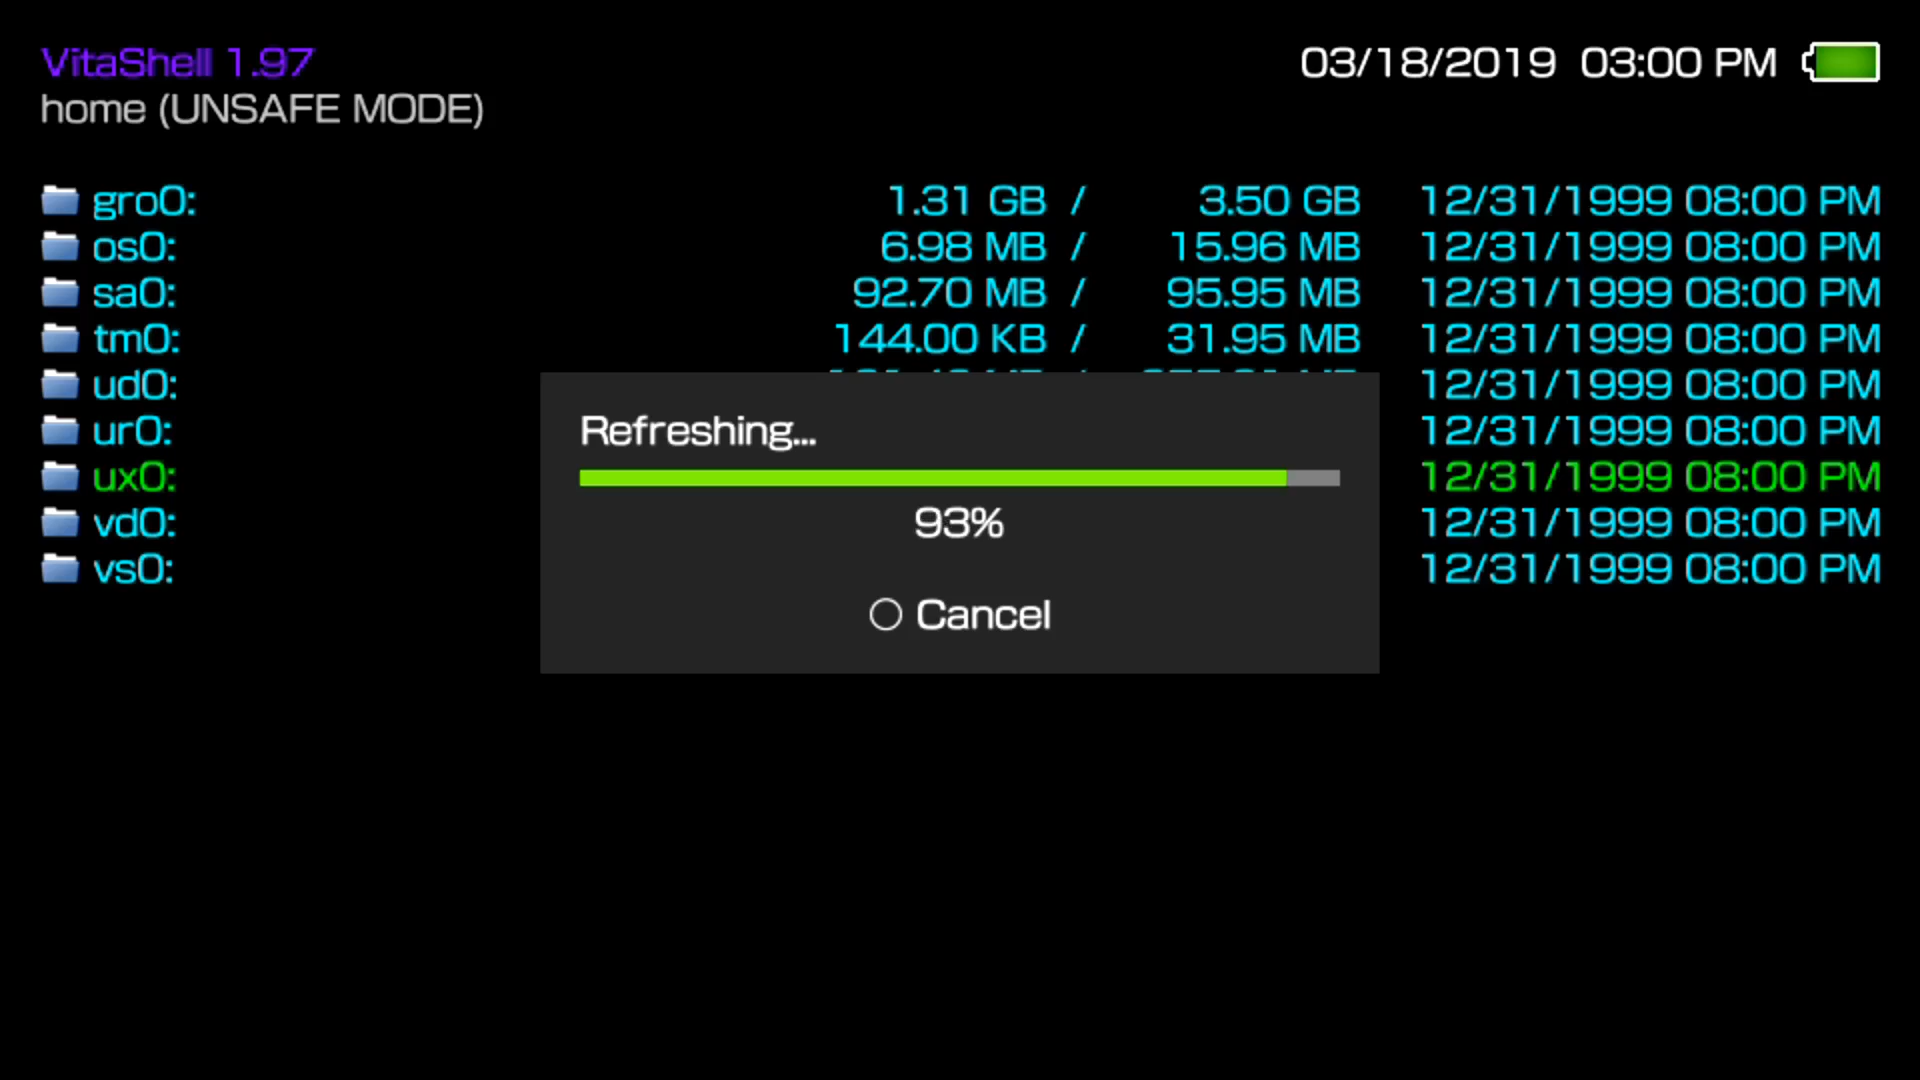 VitaShell 1.97 03/18/2019 03:00 PM
home (UNSAFE MODE)
gro0: 1.31 GB / 3.50 GB 12/31/1999 08:00 PM
os0: 6.98 MB / 15.96 MB 12/31/1999 08:00 PM
sa0: 92.70 MB / 95.95 MB 12/31/1999 08:00 PM
tm0: 144.00 KB / 31.95 MB 12/31/1999 08:00 PM
ud0: 12/31/1999 08:00 PM
ur0: 12/31/1999 08:00 PM
ux0: 12/31/1999 08:00 PM
vd0: 12/31/1999 08:00 PM
vs0: 12/31/1999 08:00 PM
Refreshing...
93%
Cancel